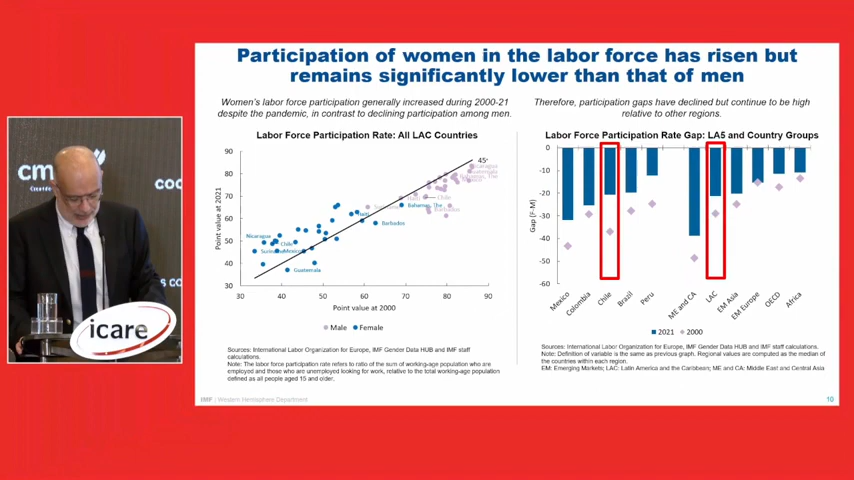 Participation of women in the labor force has risen but
remains significantly lower than that of men
Women's labor force participation generally increased during 2000-21
despite the pandemic, in contrast to declining participation among men.
Labor Force Participation Rate: All LAC Countries
Point value at 2021
90
80
70
60
50
40
30
45°
Nicaragua
Guatemala
Bahamas, The
Mexico
Haiti
Chile
Bahamas, The
Barbados
Haiti
Barbados
Nicaragua
Chile
Mexico
Guatemala
30 40 50 60 70 80 90
Point value at 2000
Male Female
Sources: International Labor Organization for Europe, IMF Gender Data HUB and IMF staff
calculations.
Note: The labor force participation rate refers to ratio of the sum of working-age population who are
employed and those who are unemployed looking for work, relative to the total working-age population
defined as all people aged 15 and older.
Therefore, participation gaps have declined but continue to be high
relative to other regions.
Labor Force Participation Rate Gap: LA5 and Country Groups
Gap [F-M]
0
-10
-20
-30
-40
-50
-60
Mexico
Colombia
Chile
Brazil
Peru
ME and CA
LAC
EM Asia
EM Europe
OECD
Africa
2021 2000
Sources: International Labor Organization for Europe, IMF Gender Data HUB and IMF staff calculations.
Note: Definition of variable is the same as previous graph. Regional values are computed as the median of
the countries within each region.
EM: Emerging Markets; LAC: Latin America and the Caribbean; ME and CA: Middle East and Central Asia
IMF | Western Hemisphere Department
10
icare